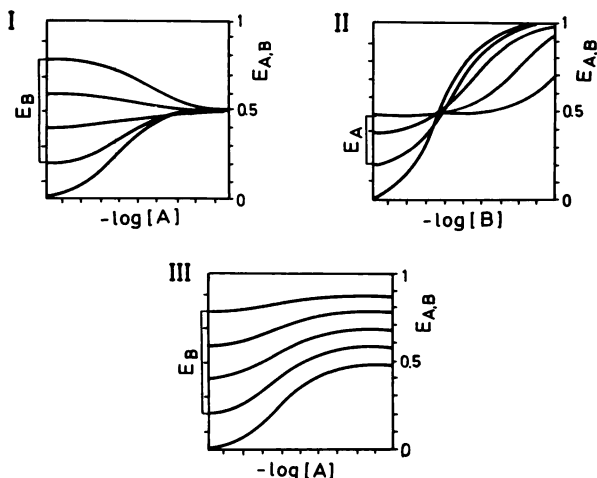 I
1
E_A,B
0.5
0
E_B
-log [A]
II
1
E_A,B
0.5
0
E_A
-log [B]
III
1
E_A,B
0.5
0
E_B
-log [A]